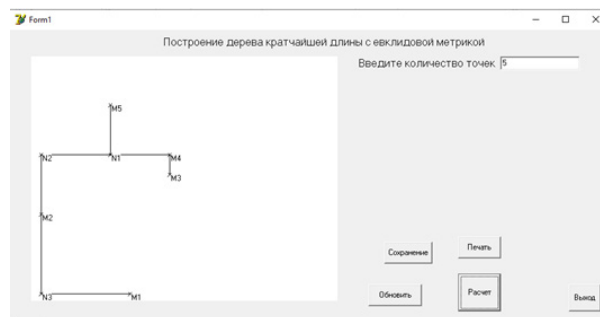 Form1
Построение дерева кратчайшей длины с евклидовой метрикой
Введите количество точек 5
M5
N2 N1 M4
M3
M2
N3 M1
Сохранение Печать
Обновить Расчет Выход